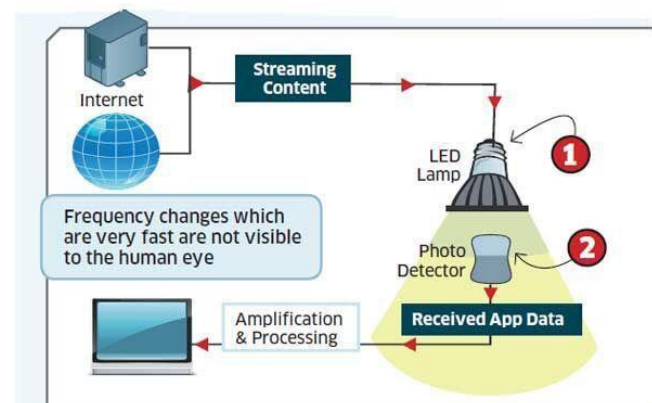 Streaming
Content
Internet
LED
Lamp
1
Frequency changes which
are very fast are not visible
to the human eye
Photo
Detector
2
Received App Data
Amplification
& Processing